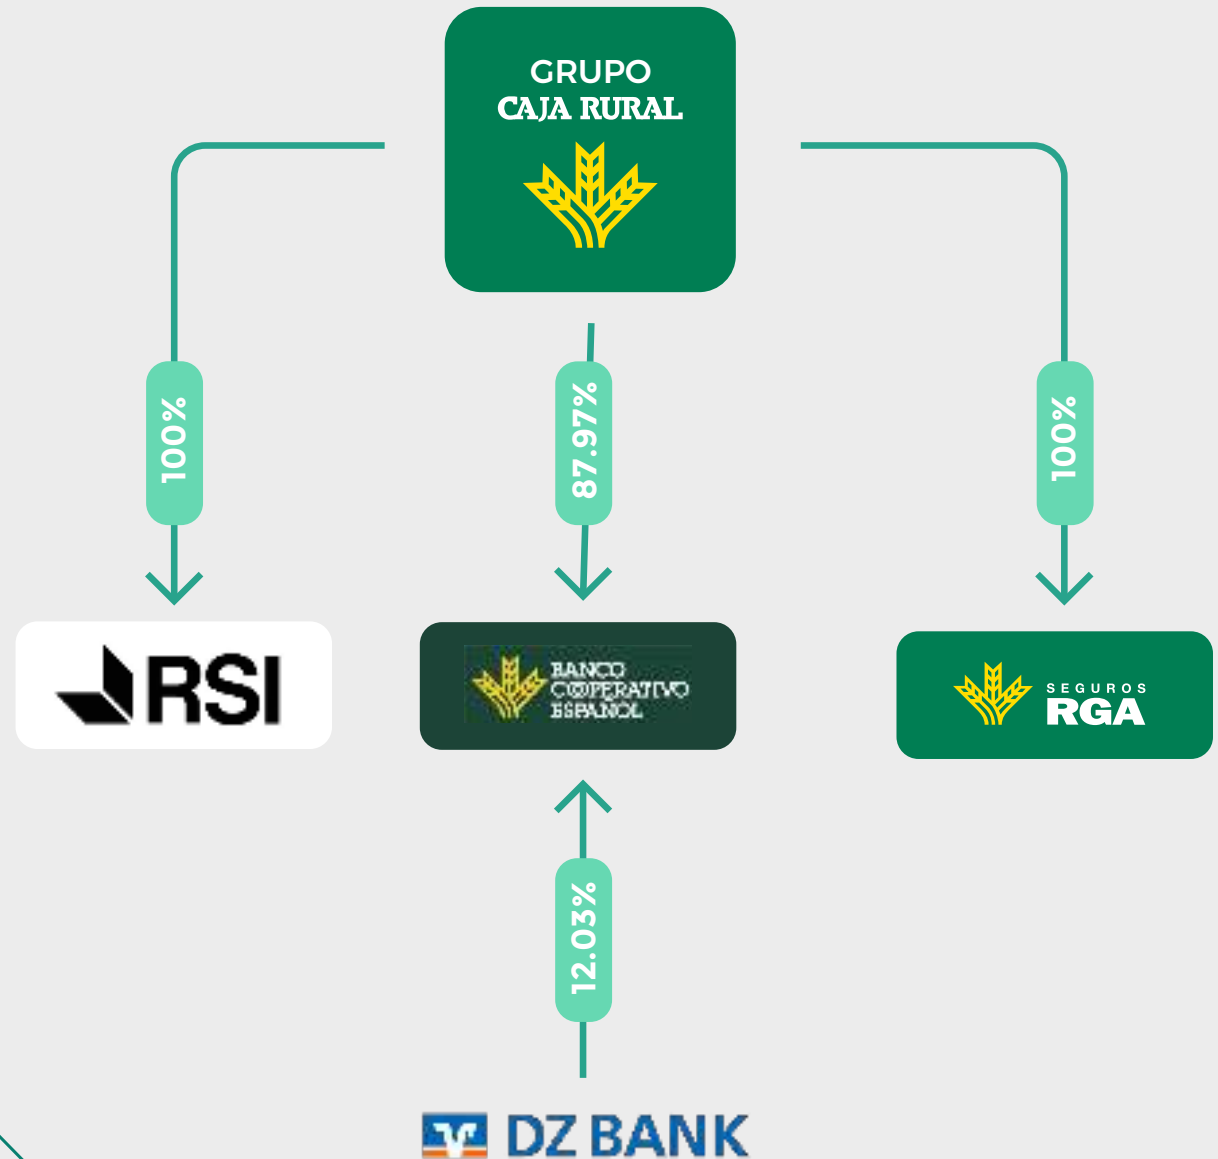 GRUPO
CAJA RURAL
100%
87.97%
100%
RSI
BANCO
COOPERATIVO
ESPAÑOL
SEGUROS
RGA
12.03%
DZ BANK